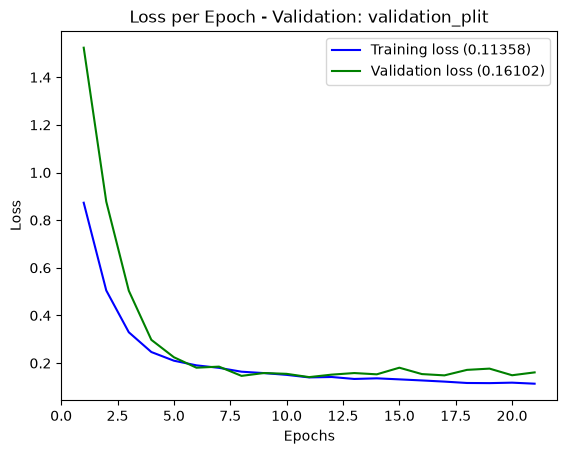 Loss per Epoch - Validation: validation_plit
Training loss (0.11358)
Validation loss (0.16102)
1.4
1.2
1.0
0.8
0.6
0.4
0.2
Loss
0.0 2.5 5.0 7.5 10.0 12.5 15.0 17.5 20.0
Epochs